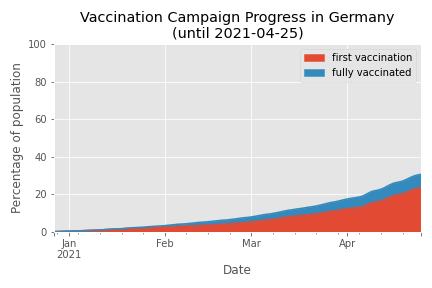 Vaccination Campaign Progress in Germany
(until 2021-04-25)
Percentage of population
100
80
60
40
20
0
first vaccination
fully vaccinated
Jan
2021
Feb
Mar
Apr
Date